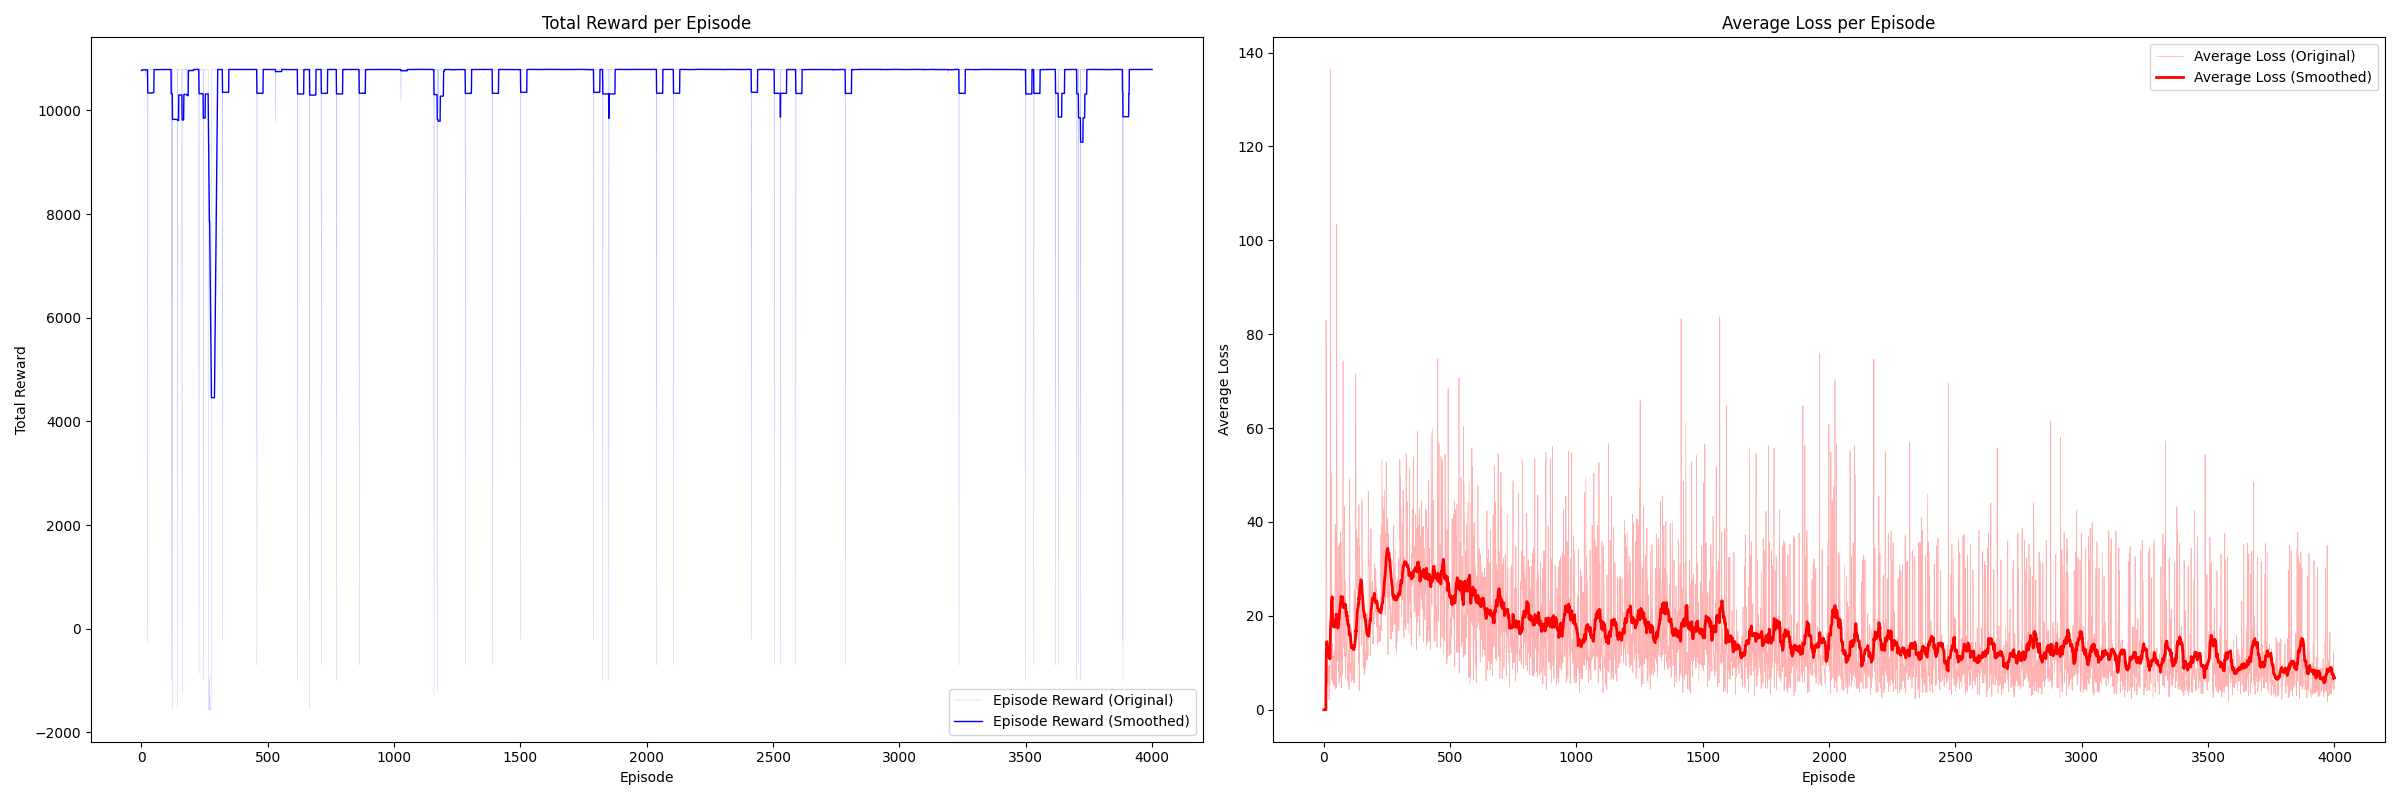 Total Reward per Episode
10000
8000
6000
4000
2000
0
−2000
Total Reward
0 500 1000 1500 2000 2500 3000 3500 4000
Episode
Episode Reward (Original)
Episode Reward (Smoothed)
Average Loss per Episode
140
120
100
80
60
40
20
0
Average Loss
0 500 1000 1500 2000 2500 3000 3500 4000
Episode
Average Loss (Original)
Average Loss (Smoothed)